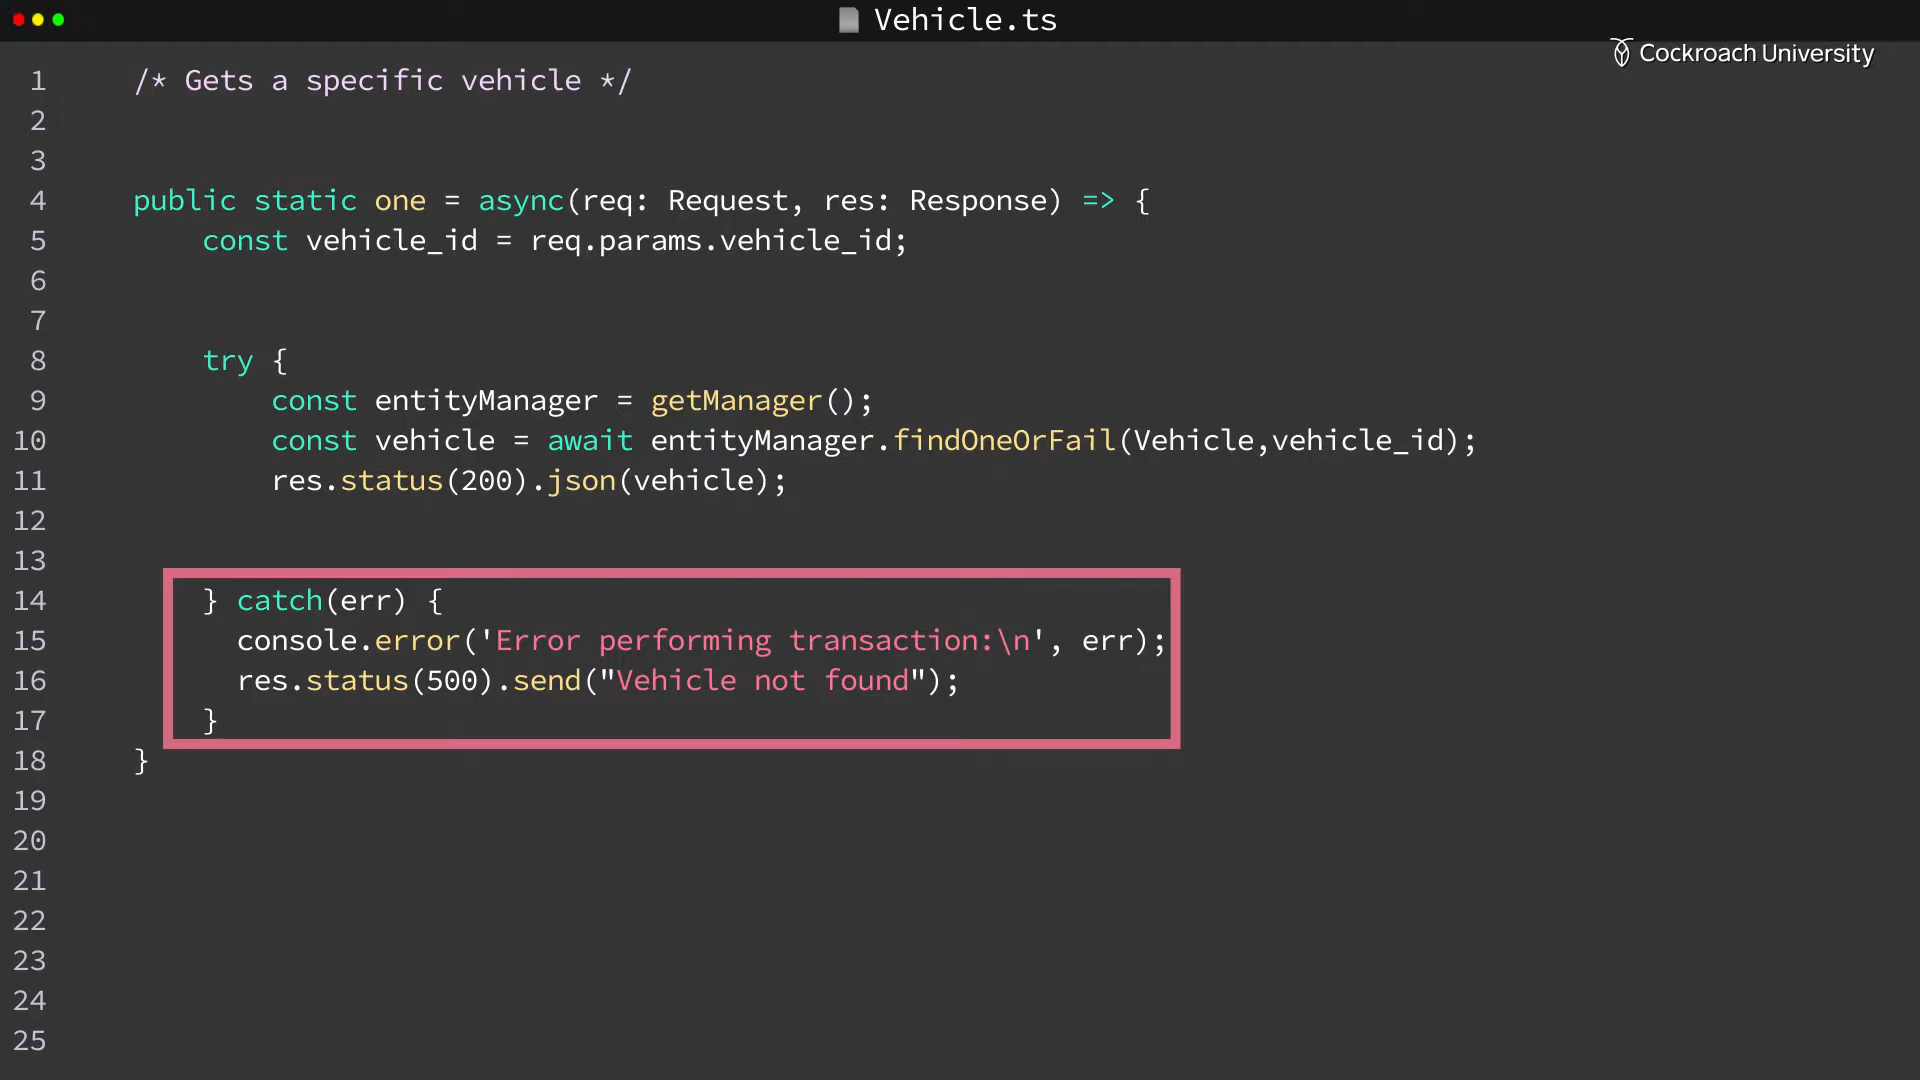 Vehicle.ts
Cockroach University
1 /* Gets a specific vehicle */
2
3
4 public static one = async(req: Request, res: Response) => {
5 const vehicle_id = req.params.vehicle_id;
6
7
8 try {
9 const entityManager = getManager();
10 const vehicle = await entityManager.findOneOrFail(Vehicle,vehicle_id);
11 res.status(200).json(vehicle);
12
13
14 } catch(err) {
15 console.error('Error performing transaction:\n', err);
16 res.status(500).send("Vehicle not found");
17 }
18 }
19
20
21
22
23
24
25